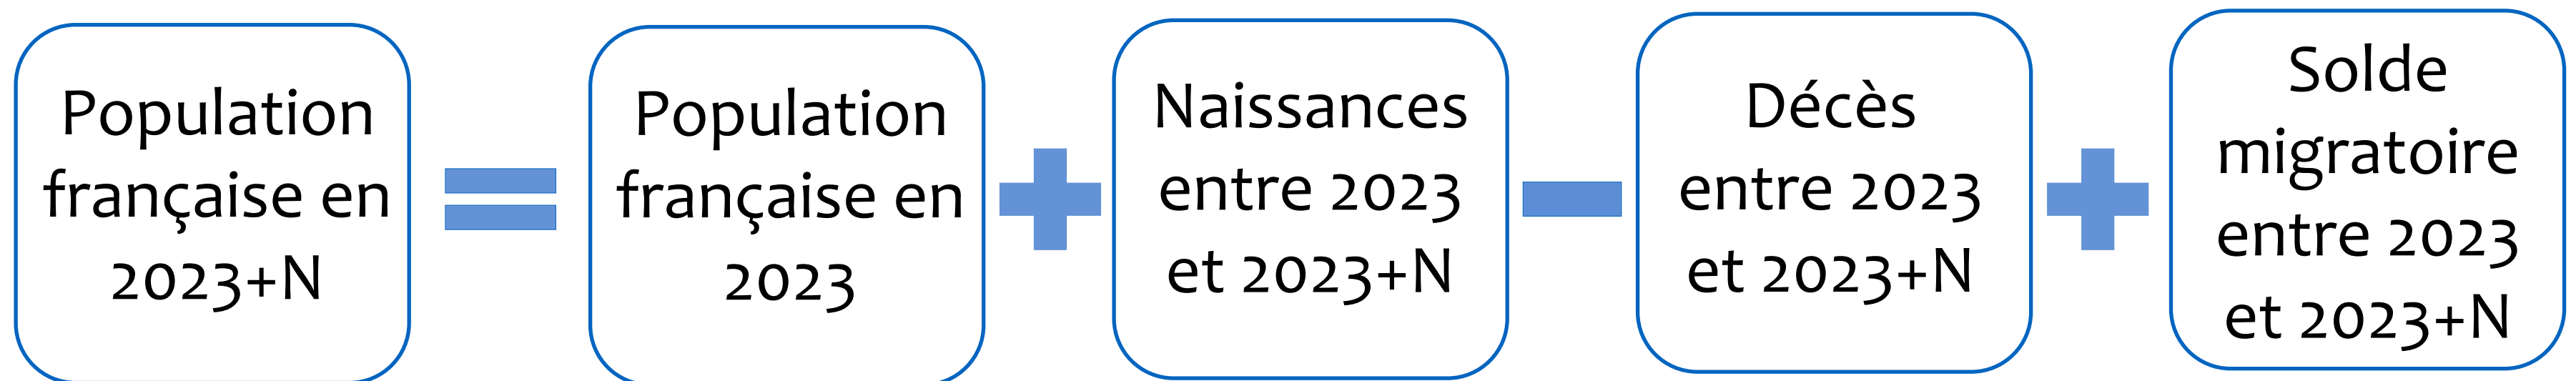 Population
française en
2023+N
Population
française en
2023
Naissances
entre 2023
et 2023+N
Décès
entre 2023
et 2023+N
Solde
migratoire
entre 2023
et 2023+N